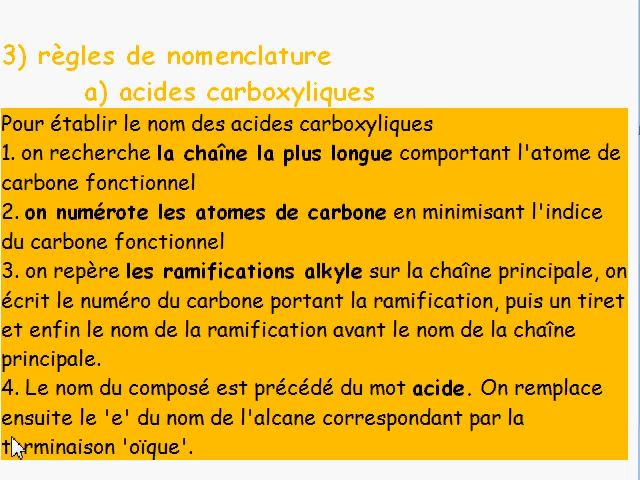 3) règles de nomenclature
a) acides carboxyliques
Pour établir le nom des acides carboxyliques
1. on recherche la chaîne la plus longue comportant l'atome de
carbone fonctionnel
2. on numérote les atomes de carbone en minimisant l'indice
du carbone fonctionnel
3. on repère les ramifications alkyle sur la chaîne principale, on
écrit le numéro du carbone portant la ramification, puis un tiret
et enfin le nom de la ramification avant le nom de la chaîne
principale.
4. Le nom du composé est précédé du mot acide. On remplace
ensuite le 'e' du nom de l'alcane correspondant par la
terminaison 'oïque'.